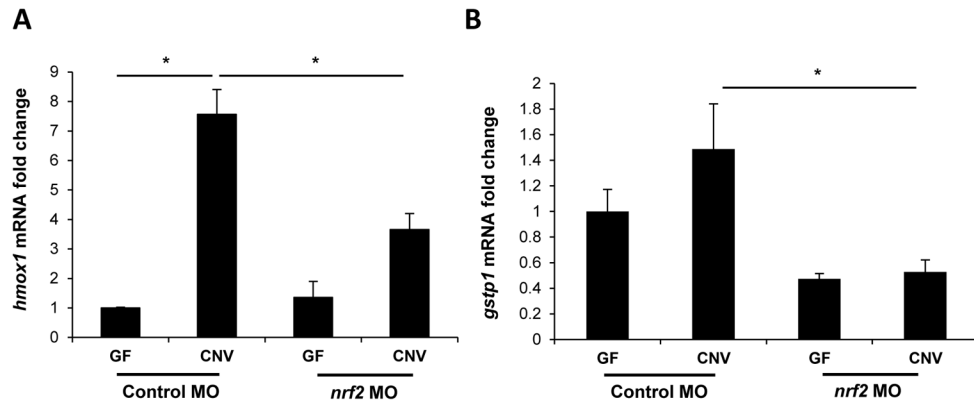 A
*
*
hmox1 mRNA fold change
9
8
7
6
5
4
3
2
1
0
GF
CNV
GF
CNV
Control MO
nrf2 MO
B
*
gstp1 mRNA fold change
2
1.8
1.6
1.4
1.2
1
0.8
0.6
0.4
0.2
0
GF
CNV
GF
CNV
Control MO
nrf2 MO